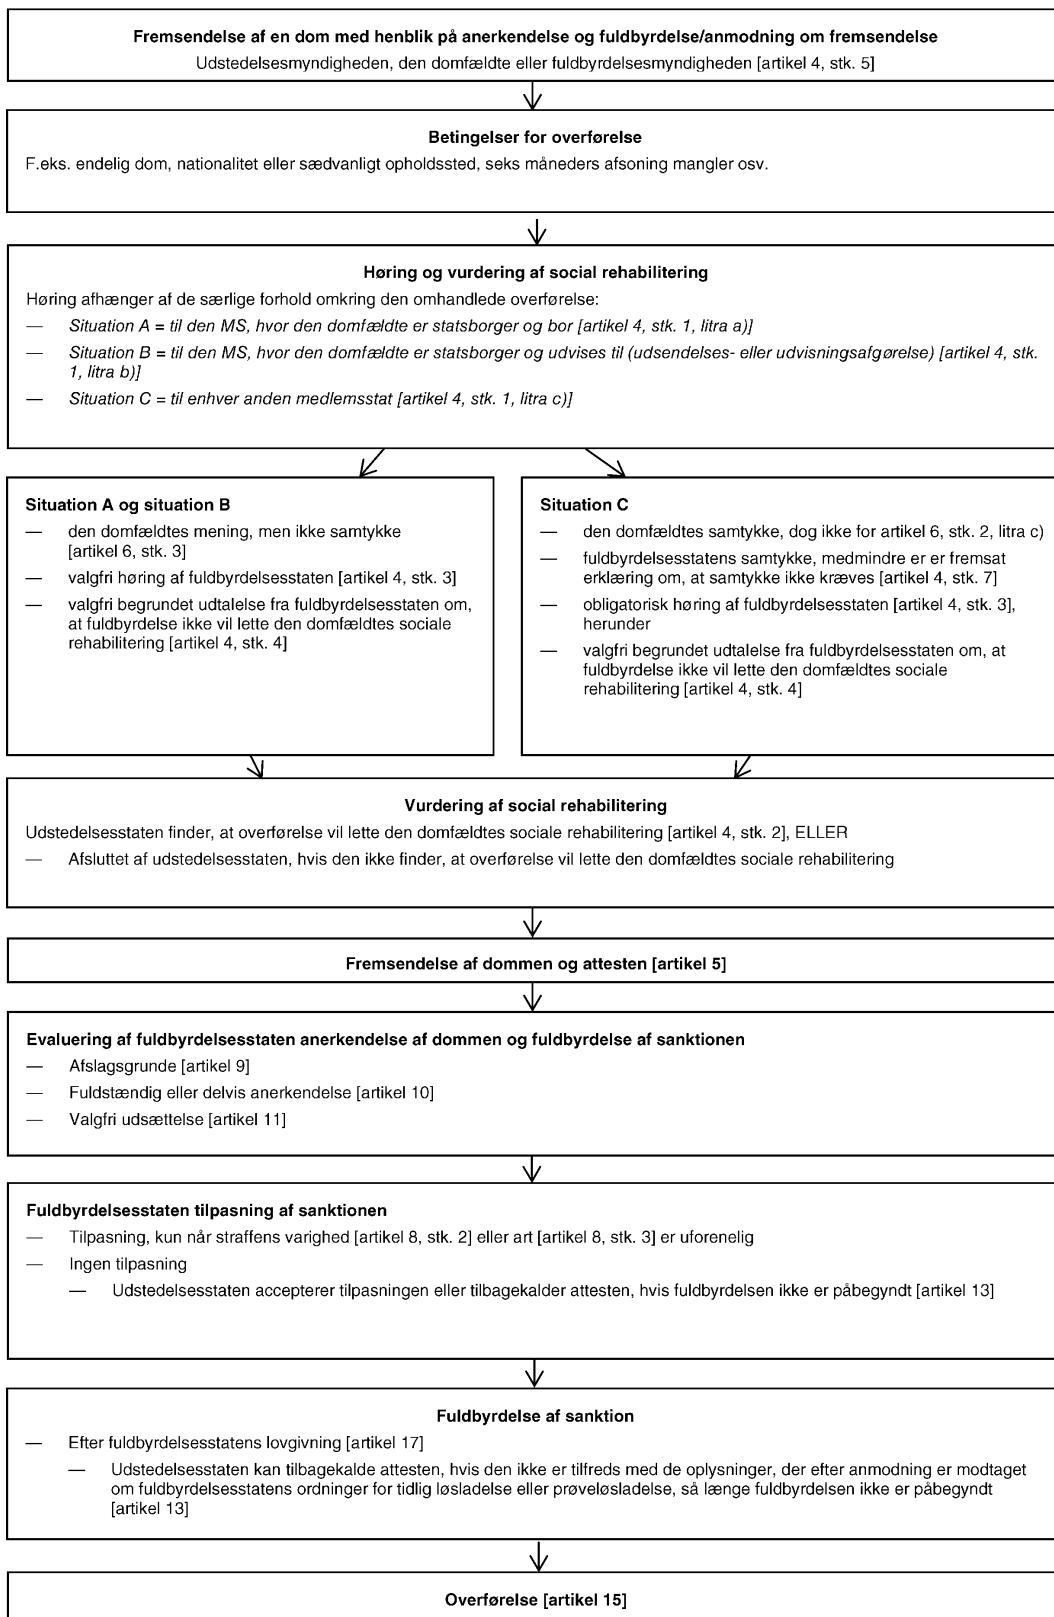 Fremsendelse af en dom med henblik på anerkendelse og fuldbyrdelse/anmodning om fremsendelse
Udstedelsesmyndigheden, den domfældte eller fuldbyrdelsesmyndigheden [artikel 4, stk. 5]
Betingelser for overførelse
F.eks. endelig dom, nationalitet eller sædvanligt opholdssted, seks måneders afsoning mangler osv.
Høring og vurdering af social rehabilitering
Høring afhænger af de særlige forhold omkring den omhandlede overførelse:
— Situation A = til den MS, hvor den domfældte er statsborger og bor [artikel 4, stk. 1, litra a)]
— Situation B = til den MS, hvor den domfældte er statsborger og udvises til (udsendelses- eller udvisningsafgørelse) [artikel 4, stk.
1, litra b)]
— Situation C = til enhver anden medlemsstat [artikel 4, stk. 1, litra c)]
Situation A og situation B
— den domfældtes mening, men ikke samtykke
[artikel 6, stk. 3]
— valgfri høring af fuldbyrdelsesstaten [artikel 4, stk. 3]
— valgfri begrundet udtalelse fra fuldbyrdelsesstaten om,
at fuldbyrdelse ikke vil lette den domfældtes sociale
rehabilitering [artikel 4, stk. 4]
Situation C
— den domfældtes samtykke, dog ikke for artikel 6, stk. 2, litra c)
— fuldbyrdelsesstatens samtykke, medmindre er er fremsat
erklæring om, at samtykke ikke kræves [artikel 4, stk. 7]
— obligatorisk høring af fuldbyrdelsesstaten [artikel 4, stk. 3],
herunder
— valgfri begrundet udtalelse fra fuldbyrdelsesstaten om, at
fuldbyrdelse ikke vil lette den domfældtes sociale
rehabilitering [artikel 4, stk. 4]
Vurdering af social rehabilitering
Udstedelsesstaten finder, at overførelse vil lette den domfældtes sociale rehabilitering [artikel 4, stk. 2], ELLER
— Afsluttet af udstedelsesstaten, hvis den ikke finder, at overførelse vil lette den domfældtes sociale rehabilitering
Fremsendelse af dommen og attesten [artikel 5]
Evaluering af fuldbyrdelsesstaten anerkendelse af dommen og fuldbyrdelse af sanktionen
— Afslagsgrunde [artikel 9]
— Fuldstændig eller delvis anerkendelse [artikel 10]
— Valgfri udsættelse [artikel 11]
Fuldbyrdelsesstaten tilpasning af sanktionen
— Tilpasning, kun når straffens varighed [artikel 8, stk. 2] eller art [artikel 8, stk. 3] er uforenelig
— Ingen tilpasning
— Udstedelsesstaten accepterer tilpasningen eller tilbagekalder attesten, hvis fuldbyrdelsen ikke er påbegyndt [artikel 13]
Fuldbyrdelse af sanktion
— Efter fuldbyrdelsesstatens lovgivning [artikel 17]
— Udstedelsesstaten kan tilbagekalde attesten, hvis den ikke er tilfreds med de oplysninger, der efter anmodning er modtaget
om fuldbyrdelsesstatens ordninger for tidlig løsladelse eller prøveløsladelse, så længe fuldbyrdelsen ikke er påbegyndt
[artikel 13]
Overførelse [artikel 15]